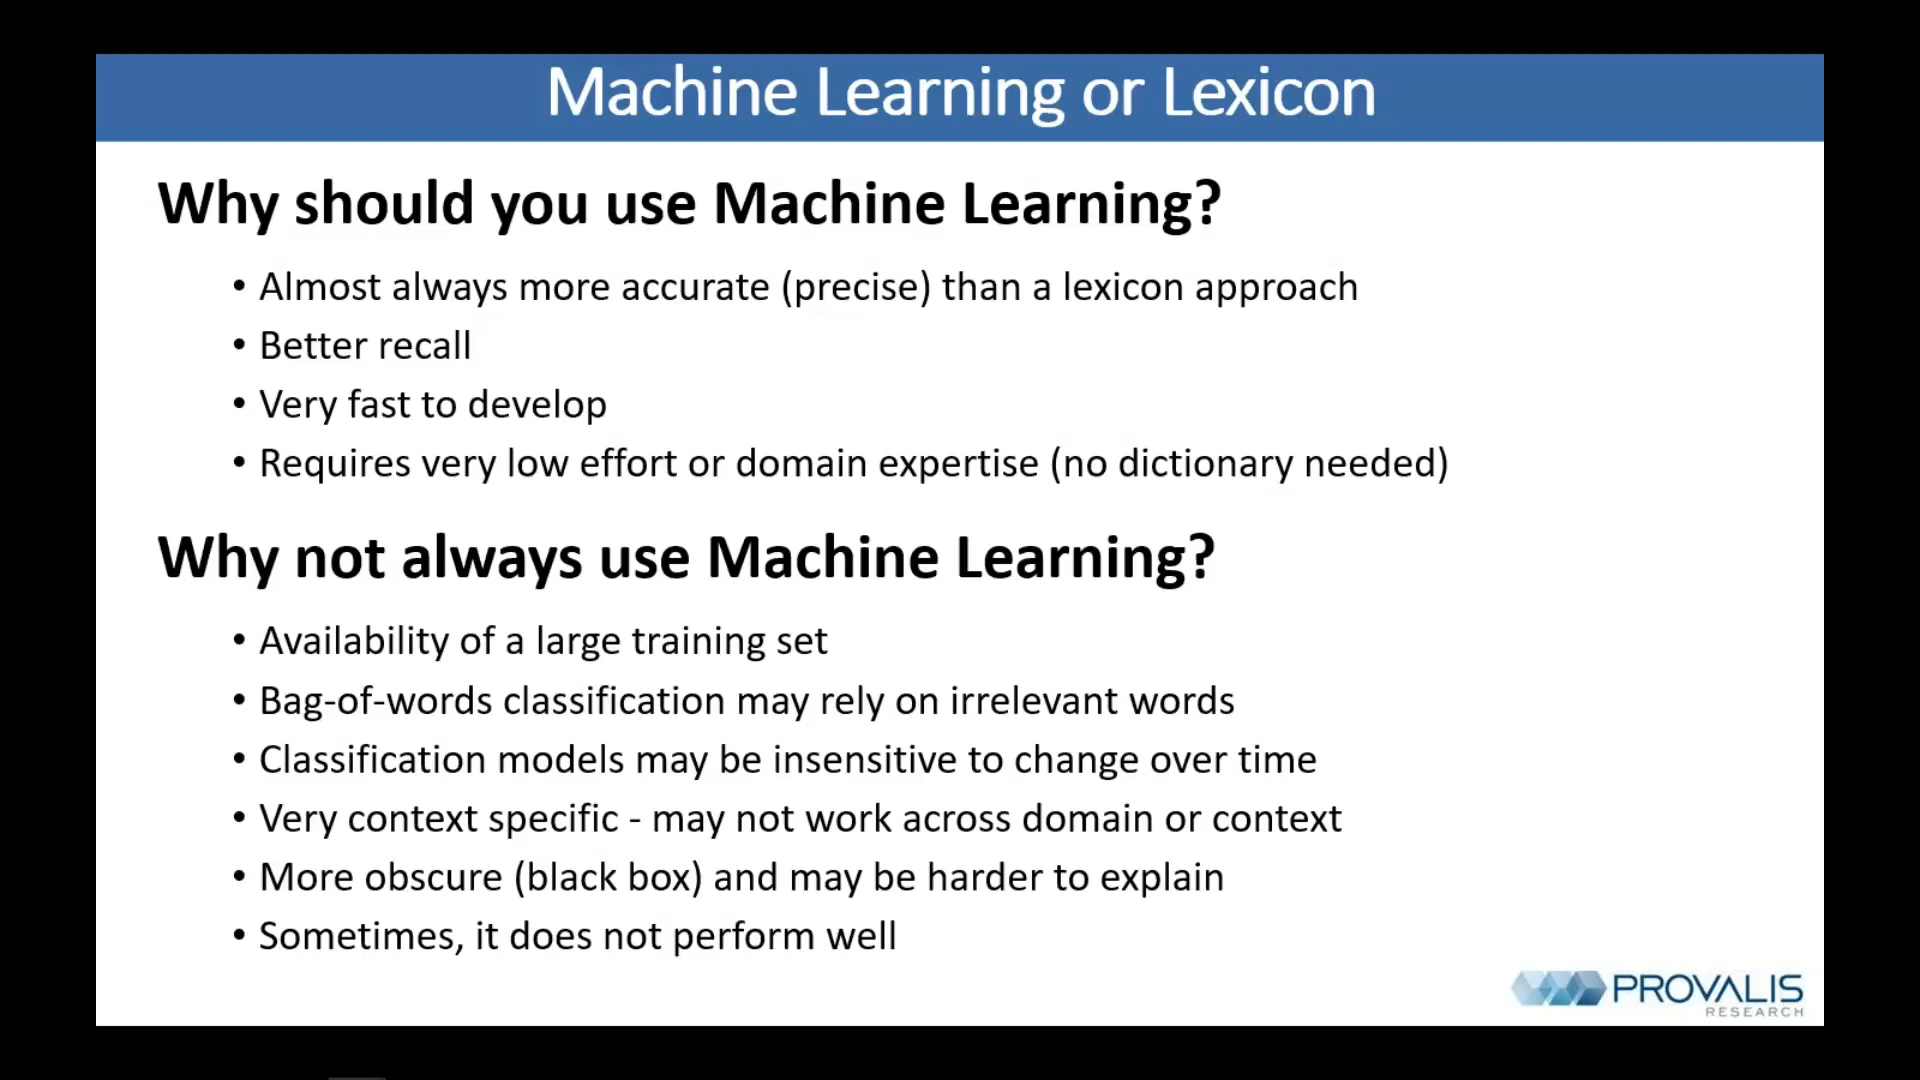 Machine Learning or Lexicon
Why should you use Machine Learning?
• Almost always more accurate (precise) than a lexicon approach
• Better recall
• Very fast to develop
• Requires very low effort or domain expertise (no dictionary needed)
Why not always use Machine Learning?
• Availability of a large training set
• Bag-of-words classification may rely on irrelevant words
• Classification models may be insensitive to change over time
• Very context specific - may not work across domain or context
• More obscure (black box) and may be harder to explain
• Sometimes, it does not perform well
PROVALIS
RESEARCH